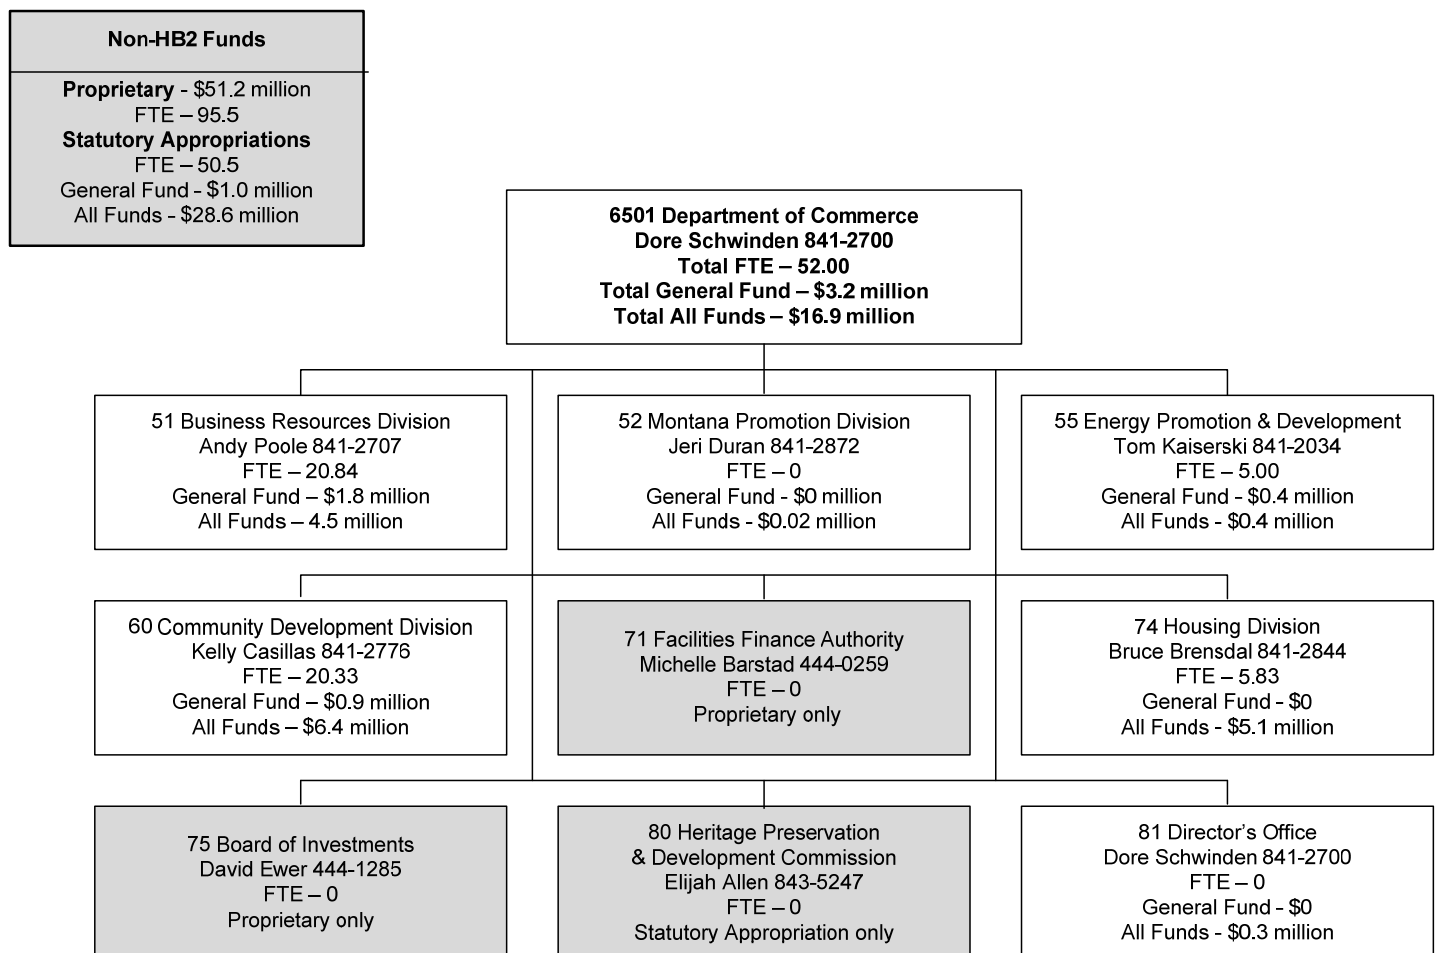 Non-HB2 Funds
Proprietary - $51.2 million
FTE – 95.5
Statutory Appropriations
FTE – 50.5
General Fund - $1.0 million
All Funds - $28.6 million
6501 Department of Commerce
Dore Schwinden 841-2700
Total FTE – 52.00
Total General Fund – $3.2 million
Total All Funds – $16.9 million
51 Business Resources Division
Andy Poole 841-2707
FTE – 20.84
General Fund – $1.8 million
All Funds – 4.5 million
52 Montana Promotion Division
Jeri Duran 841-2872
FTE – 0
General Fund - $0 million
All Funds - $0.02 million
55 Energy Promotion & Development
Tom Kaiserski 841-2034
FTE – 5.00
General Fund - $0.4 million
All Funds - $0.4 million
60 Community Development Division
Kelly Casillas 841-2776
FTE – 20.33
General Fund – $0.9 million
All Funds – $6.4 million
71 Facilities Finance Authority
Michelle Barstad 444-0259
FTE – 0
Proprietary only
74 Housing Division
Bruce Brensdal 841-2844
FTE – 5.83
General Fund - $0
All Funds - $5.1 million
75 Board of Investments
David Ewer 444-1285
FTE – 0
Proprietary only
80 Heritage Preservation
& Development Commission
Elijah Allen 843-5247
FTE – 0
Statutory Appropriation only
81 Director's Office
Dore Schwinden 841-2700
FTE – 0
General Fund - $0
All Funds - $0.3 million